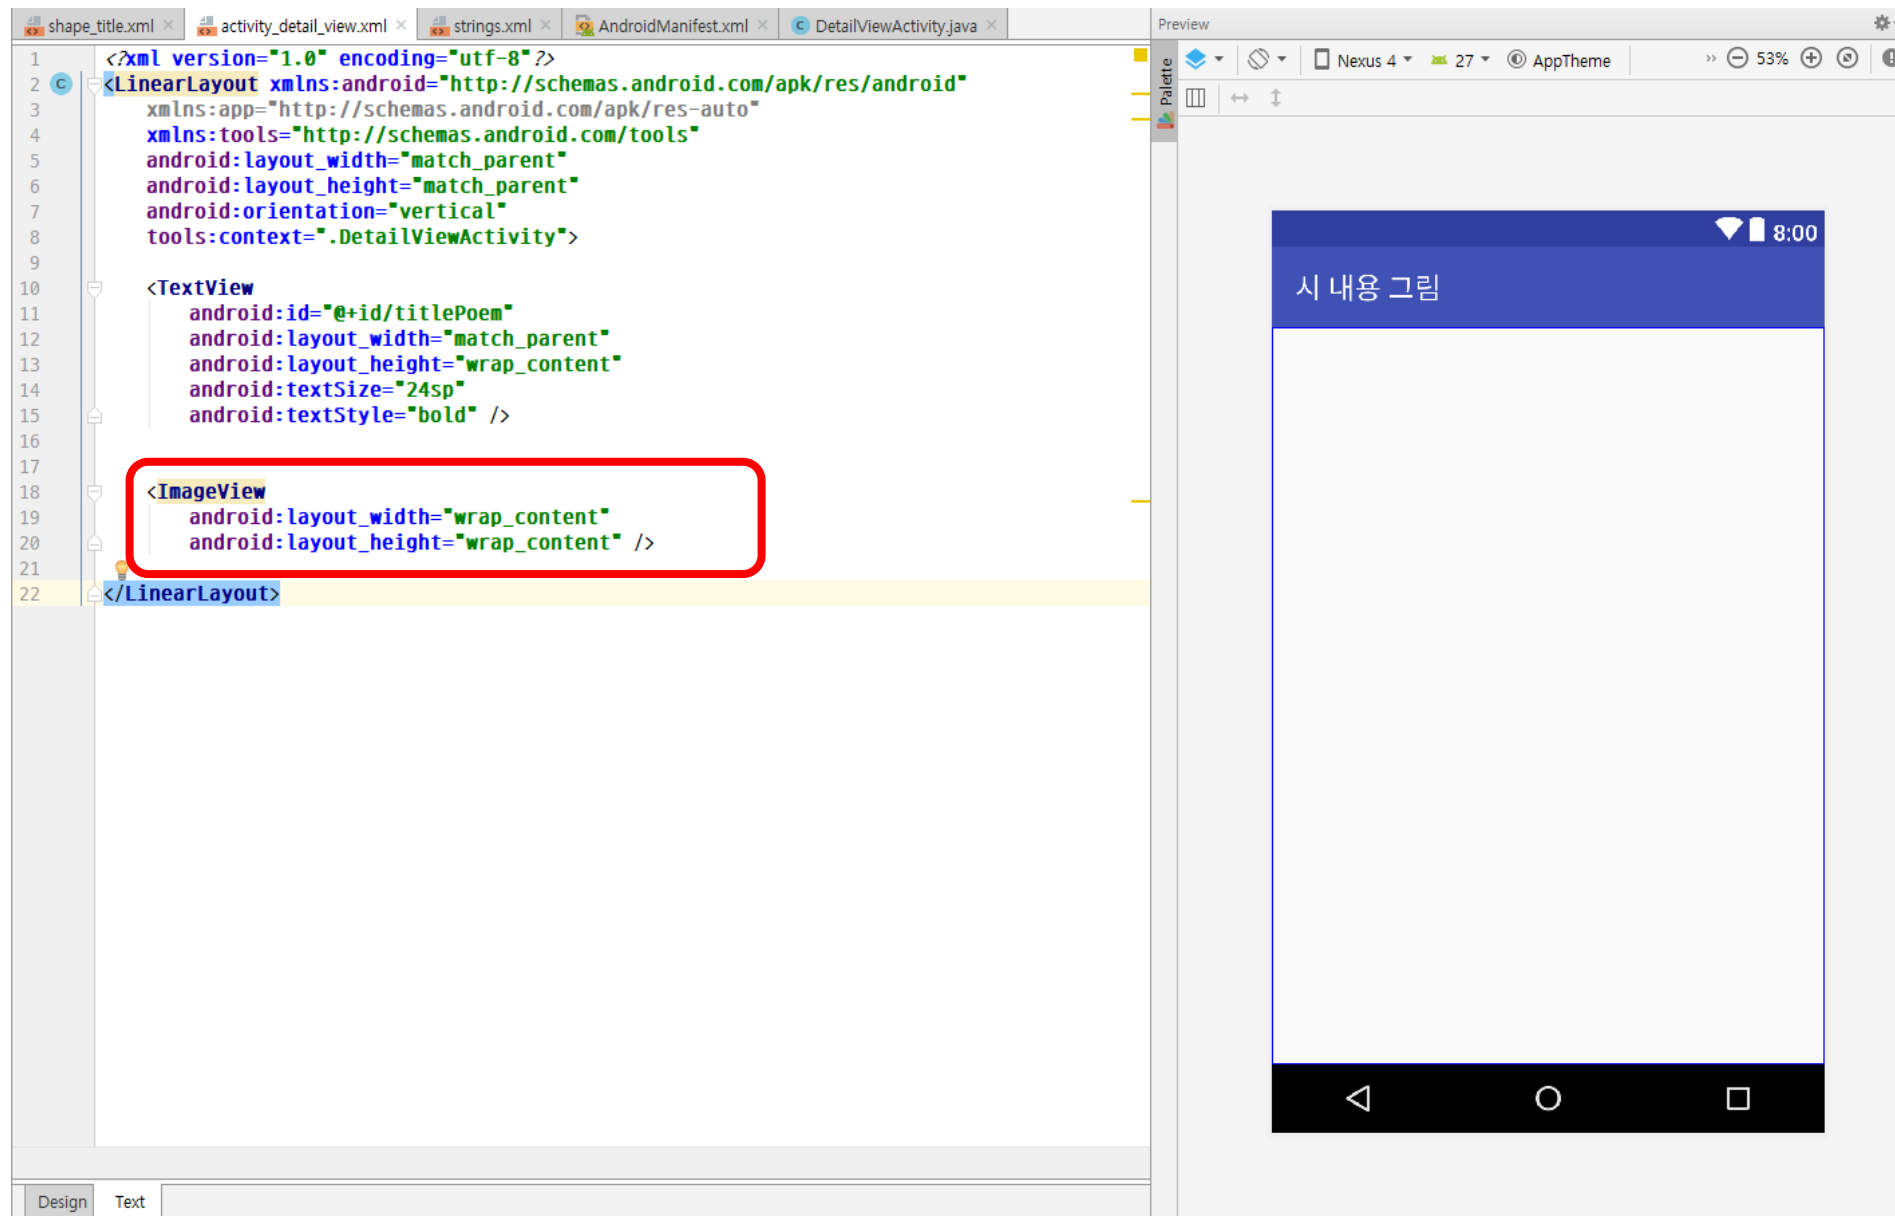 shape_title.xml
activity_detail_view.xml
strings.xml
AndroidManifest.xml
C DetailViewActivity.java
1 <?xml version="1.0" encoding="utf-8"?>
2 C <LinearLayout xmlns:android="http://schemas.android.com/apk/res/android"
3 xmlns:app="http://schemas.android.com/apk/res-auto"
4 xmlns:tools="http://schemas.android.com/tools"
5 android:layout_width="match_parent"
6 android:layout_height="match_parent"
7 android:orientation="vertical"
8 tools:context=".DetailViewActivity">
9
10 <TextView
11 android:id="@+id/titlePoem"
12 android:layout_width="match_parent"
13 android:layout_height="wrap_content"
14 android:textSize="24sp"
15 android:textStyle="bold" />
16
17
18 <ImageView
19 android:layout_width="wrap_content"
20 android:layout_height="wrap_content" />
21
22 </LinearLayout>
Design Text
Preview
Palette
Nexus 4 27 AppTheme » 53%
8:00
시 내용 그림